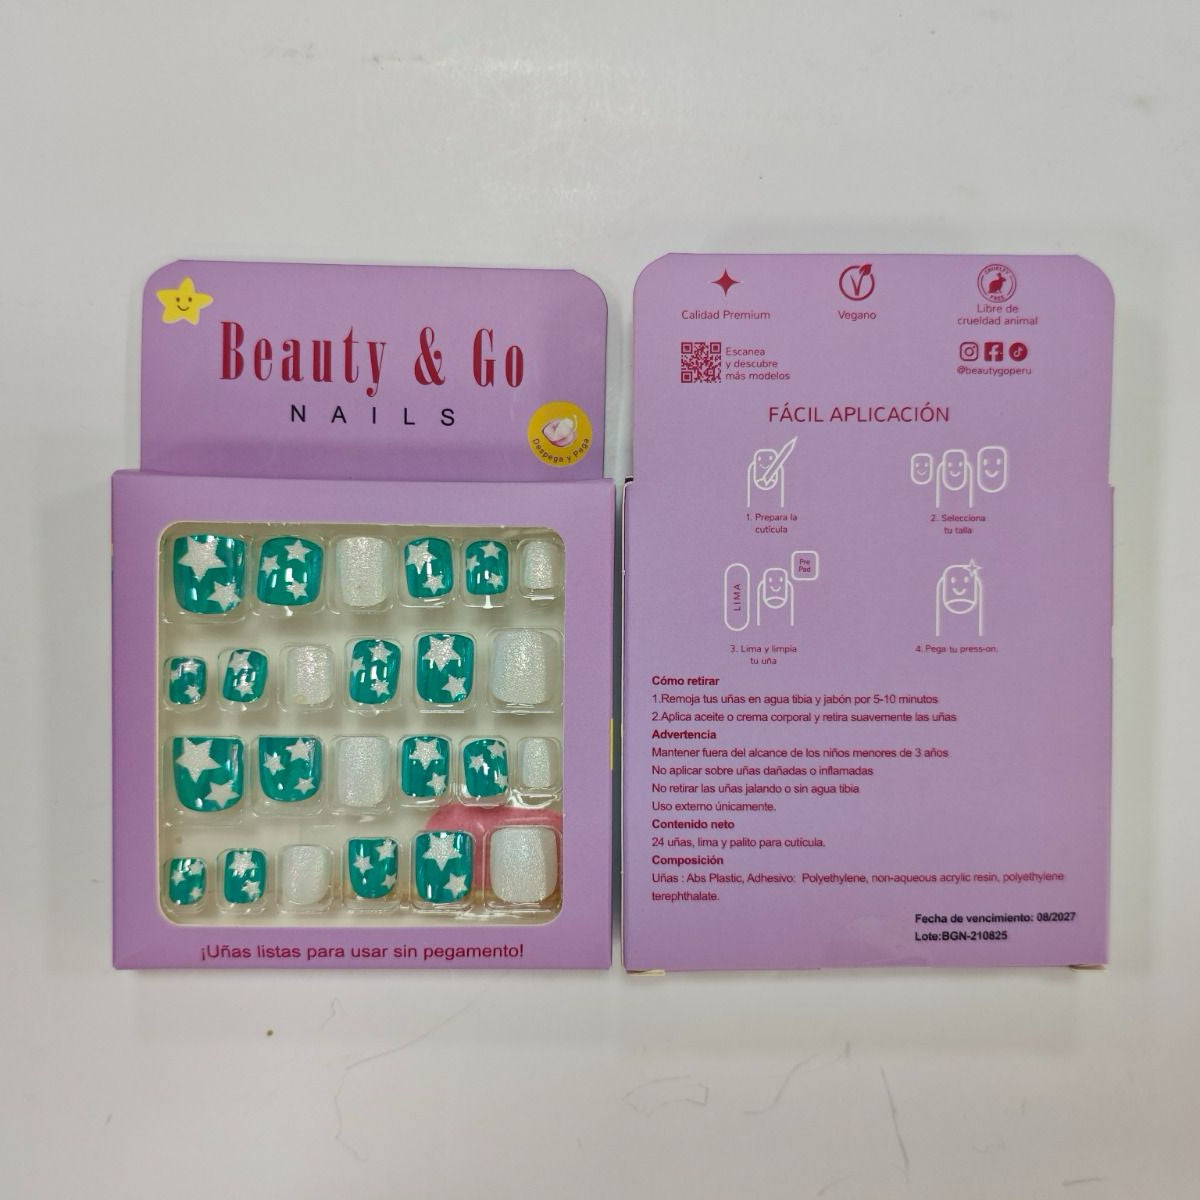 Beauty & Go
NAILS
Despega y Pega
¡Uñas listas para usar sin pegamento!
Calidad Premium
Vegano
CRUELTY
FREE
Libre de
crueldad animal
Escanea
y descubre
más modelos
@beautygoperu
FÁCIL APLICACIÓN
1. Prepara la
cutícula
2. Selecciona
tu talla
LIMA
Pre
Pad
3. Lima y limpia
tu uña
4. Pega tu press-on.
Cómo retirar
1.Remoja tus uñas en agua tibia y jabón por 5-10 minutos
2.Aplica aceite o crema corporal y retira suavemente las uñas
Advertencia
Mantener fuera del alcance de los niños menores de 3 años
No aplicar sobre uñas dañadas o inflamadas
No retirar las uñas jalando o sin agua tibia
Uso externo únicamente.
Contenido neto
24 uñas, lima y palito para cutícula.
Composición
Uñas : Abs Plastic, Adhesivo: Polyethylene, non-aqueous acrylic resin, polyethylene
terephthalate.
Fecha de vencimiento: 08/2027
Lote:BGN-210825